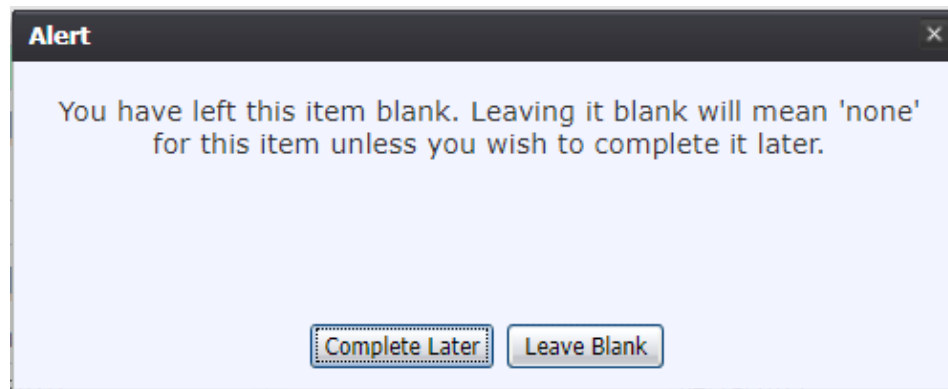 Alert
You have left this item blank. Leaving it blank will mean 'none'
for this item unless you wish to complete it later.
Complete Later Leave Blank